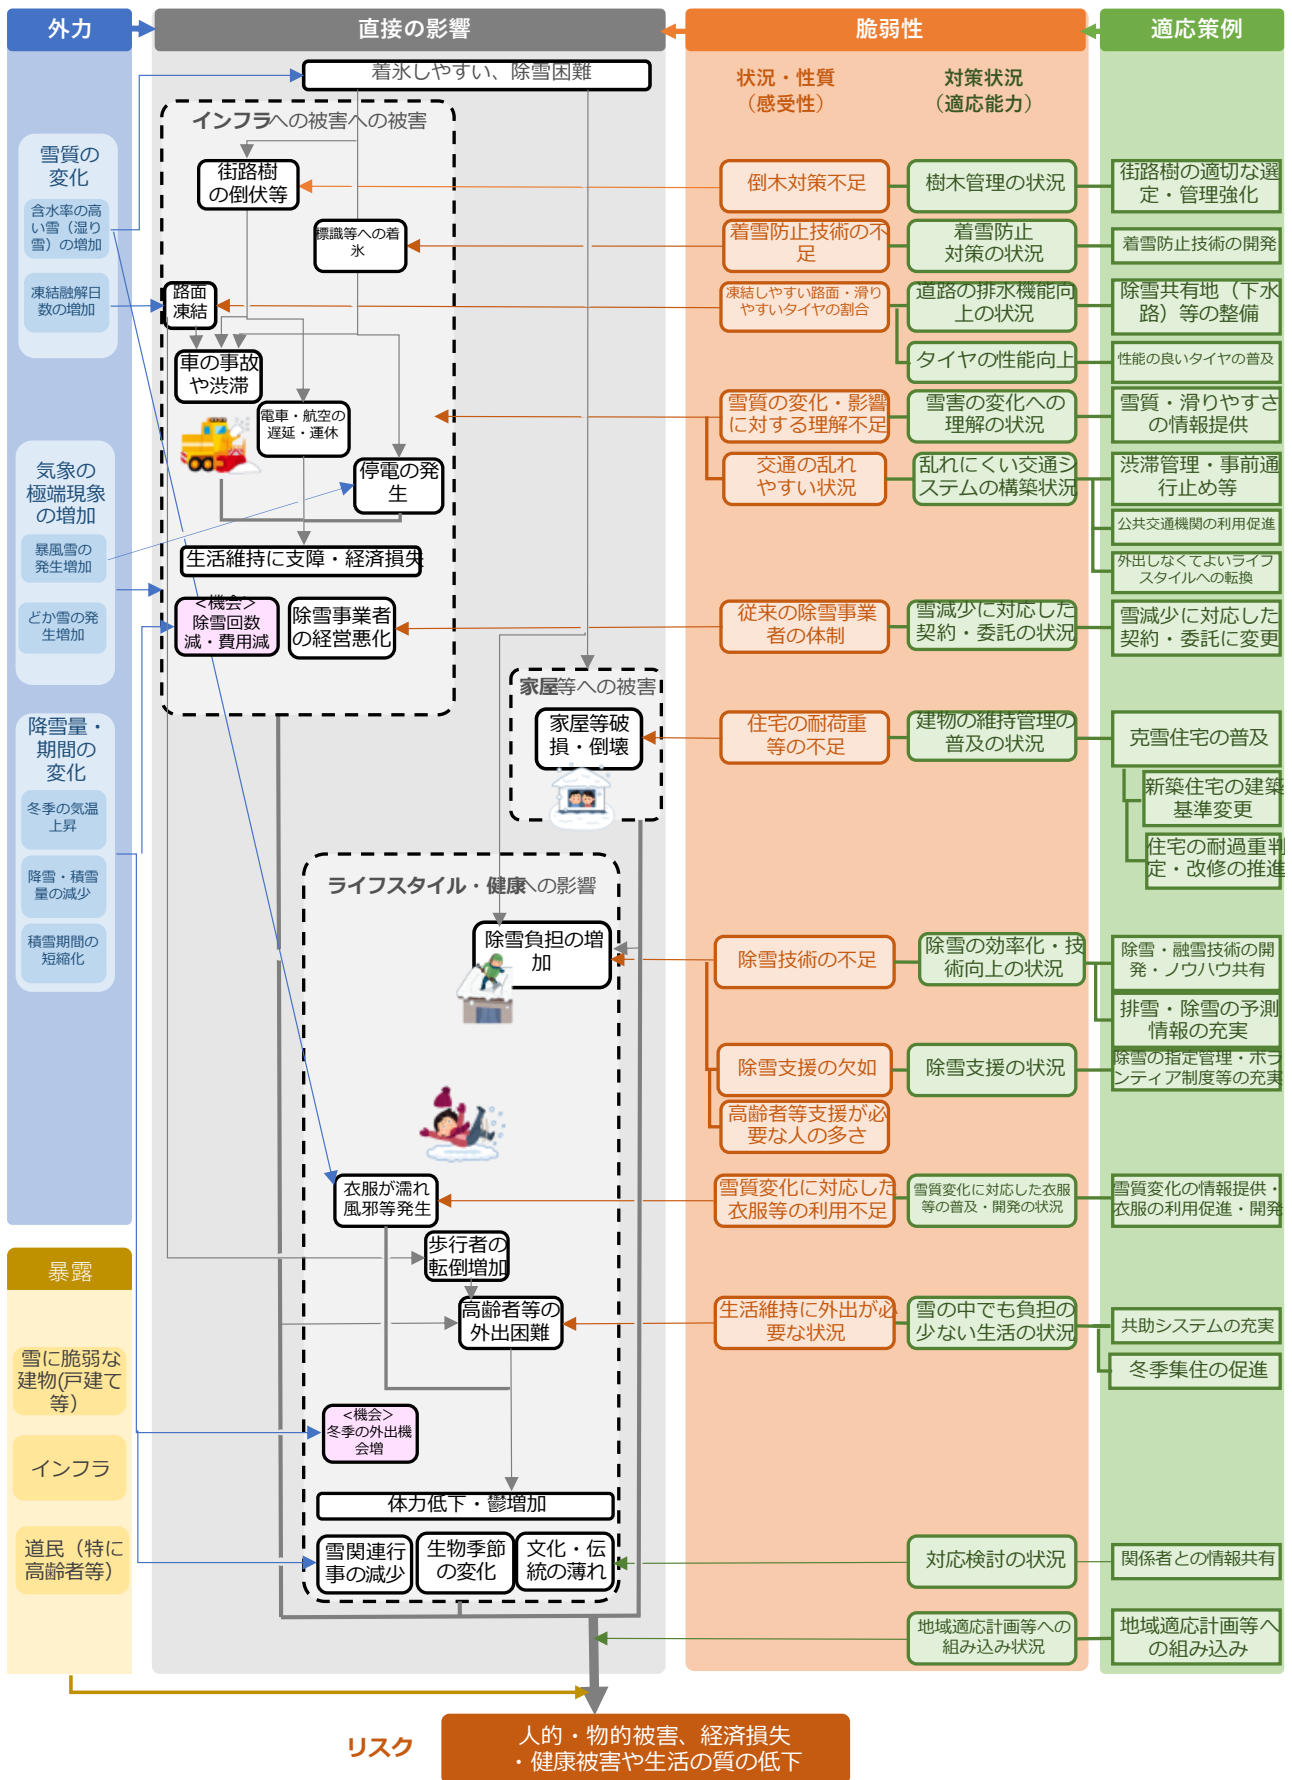 外力
直接の影響
脆弱性
適応策例
状況・性質
（感受性）
対策状況
（適応能力）
雪質の
変化
含水率の高
い雪（湿り
雪）の増加
凍結融解日
数の増加
気象の
極端現象
の増加
暴風雪の
発生増加
どか雪の発
生増加
降雪量・
期間の
変化
冬季の気温
上昇
降雪・積雪
量の減少
積雪期間の
短縮化
暴露
雪に脆弱な
建物(戸建て
等）
インフラ
道民（特に
高齢者等）
着氷しやすい、除雪困難
インフラへの被害への被害
街路樹
の倒伏等
標識等への着
氷
路面
凍結
車の事故
や渋滞
電車・航空の
遅延・運休
停電の発
生
生活維持に支障・経済損失
<機会>
除雪回数
減・費用減
除雪事業者
の経営悪化
家屋等への被害
家屋等破
損・倒壊
ライフスタイル・健康への影響
除雪負担の増
加
衣服が濡れ
風邪等発生
歩行者の
転倒増加
高齢者等の
外出困難
<機会>
冬季の外出機
会増
体力低下・鬱増加
雪関連行
事の減少
生物季節
の変化
文化・伝
統の薄れ
倒木対策不足
樹木管理の状況
街路樹の適切な選
定・管理強化
着雪防止技術の不
足
着雪防止
対策の状況
着雪防止技術の開発
凍結しやすい路面・滑り
やすいタイヤの割合
道路の排水機能向
上の状況
除雪共有地（下水
路）等の整備
タイヤの性能向上
性能の良いタイヤの普及
雪質の変化・影響
に対する理解不足
雪害の変化への
理解の状況
雪質・滑りやすさ
の情報提供
交通の乱れ
やすい状況
乱れにくい交通シ
ステムの構築状況
渋滞管理・事前通
行止め等
公共交通機関の利用促進
外出しなくてよいライフ
スタイルへの転換
従来の除雪事業
者の体制
雪減少に対応した
契約・委託の状況
雪減少に対応した
契約・委託に変更
住宅の耐荷重
等の不足
建物の維持管理の
普及の状況
克雪住宅の普及
新築住宅の建築
基準変更
住宅の耐過重判
定・改修の推進
除雪技術の不足
除雪の効率化・技
術向上の状況
除雪・融雪技術の開
発・ノウハウ共有
排雪・除雪の予測
情報の充実
除雪支援の欠如
除雪支援の状況
除雪の指定管理・ボラ
ンティア制度等の充実
高齢者等支援が必
要な人の多さ
雪質変化に対応した
衣服等の利用不足
雪質変化に対応した衣服
等の普及・開発の状況
雪質変化の情報提供・
衣服の利用促進・開発
生活維持に外出が必
要な状況
雪の中でも負担の
少ない生活の状況
共助システムの充実
冬季集住の促進
対応検討の状況
関係者との情報共有
地域適応計画等への
組み込み状況
地域適応計画等へ
の組み込み
リスク
人的・物的被害、経済損失
・健康被害や生活の質の低下